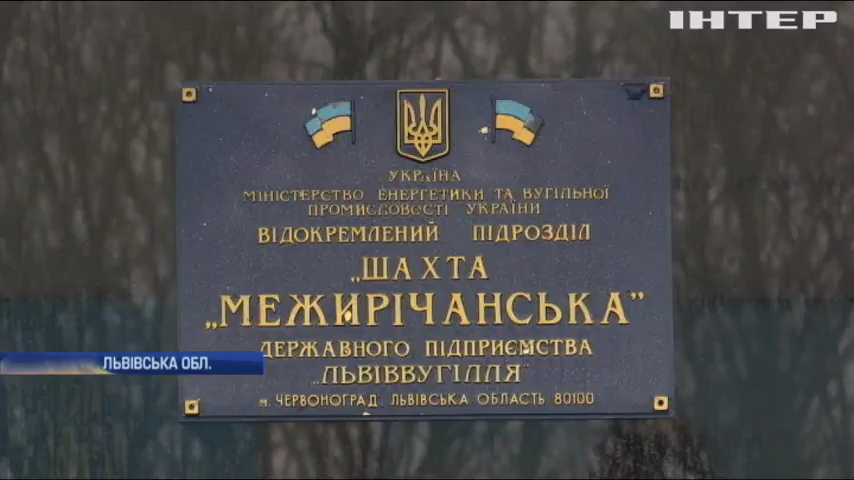 ІНТЕР
УКРАЇНА
МІНІСТЕРСТВО ЕНЕРГЕТИКИ ТА ВУГІЛЬНОЇ
ПРОМИСЛОВОСТІ УКРАЇНИ
ВІДОКРЕМЛЕНИЙ ПІДРОЗДІЛ
„ШАХТА
„МЕЖИРІЧАНСЬКА”
ДЕРЖАВНОГО ПІДПРИЄМСТВА
„ЛЬВІВВУГІЛЛЯ”
м. ЧЕРВОНОГРАД, ЛЬВІВСЬКА ОБЛАСТЬ 80100
ЛЬВІВСЬКА ОБЛ.